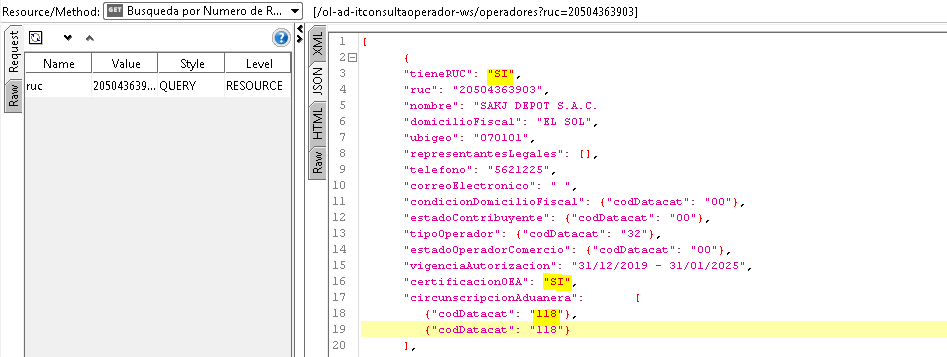 Resource/Method: GET Busqueda por Numero de R...
[/ol-ad-itconsultaoperador-ws/operadores?ruc=20504363903]
Request
Raw
Name Value Style Level
ruc 205043639... QUERY RESOURCE
XML
JSON
HTML
Raw
1 [
2 {
3 "tieneRUC": "SI",
4 "ruc": "20504363903",
5 "nombre": "SAKJ DEPOT S.A.C.
6 "domicilioFiscal": "EL SOL",
7 "ubigeo": "070101",
8 "representantesLegales": [],
9 "telefono": "5621225",
10 "correoElectronico": " ",
11 "condicionDomicilioFiscal": {"codDatacat": "00"},
12 "estadoContribuyente": {"codDatacat": "00"},
13 "tipoOperador": {"codDatacat": "32"},
14 "estadoOperadorComercio": {"codDatacat": "00"},
15 "vigenciaAutorizacion": "31/12/2019 - 31/01/2025",
16 "certificacionOEA": "SI",
17 "circunscripcionAduanera": [
18 {"codDatacat": "118"},
19 {"codDatacat": "118"}
20 ],